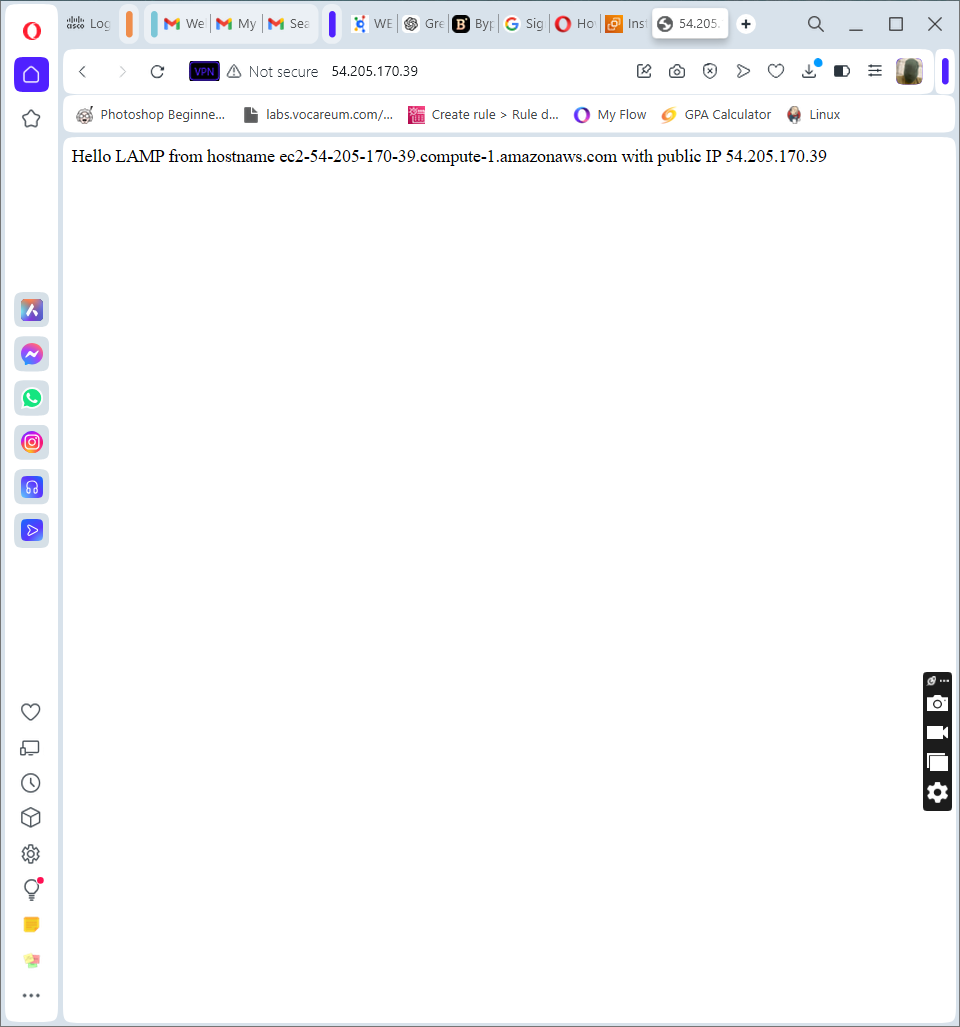 cisco Log
We
My
Sea
WE
Gre
Byp
Sig
Ho
Inst
54.205.
VPN Not secure 54.205.170.39
Photoshop Beginne... labs.vocareum.com/... Create rule > Rule d... My Flow GPA Calculator Linux
Hello LAMP from hostname ec2-54-205-170-39.compute-1.amazonaws.com with public IP 54.205.170.39